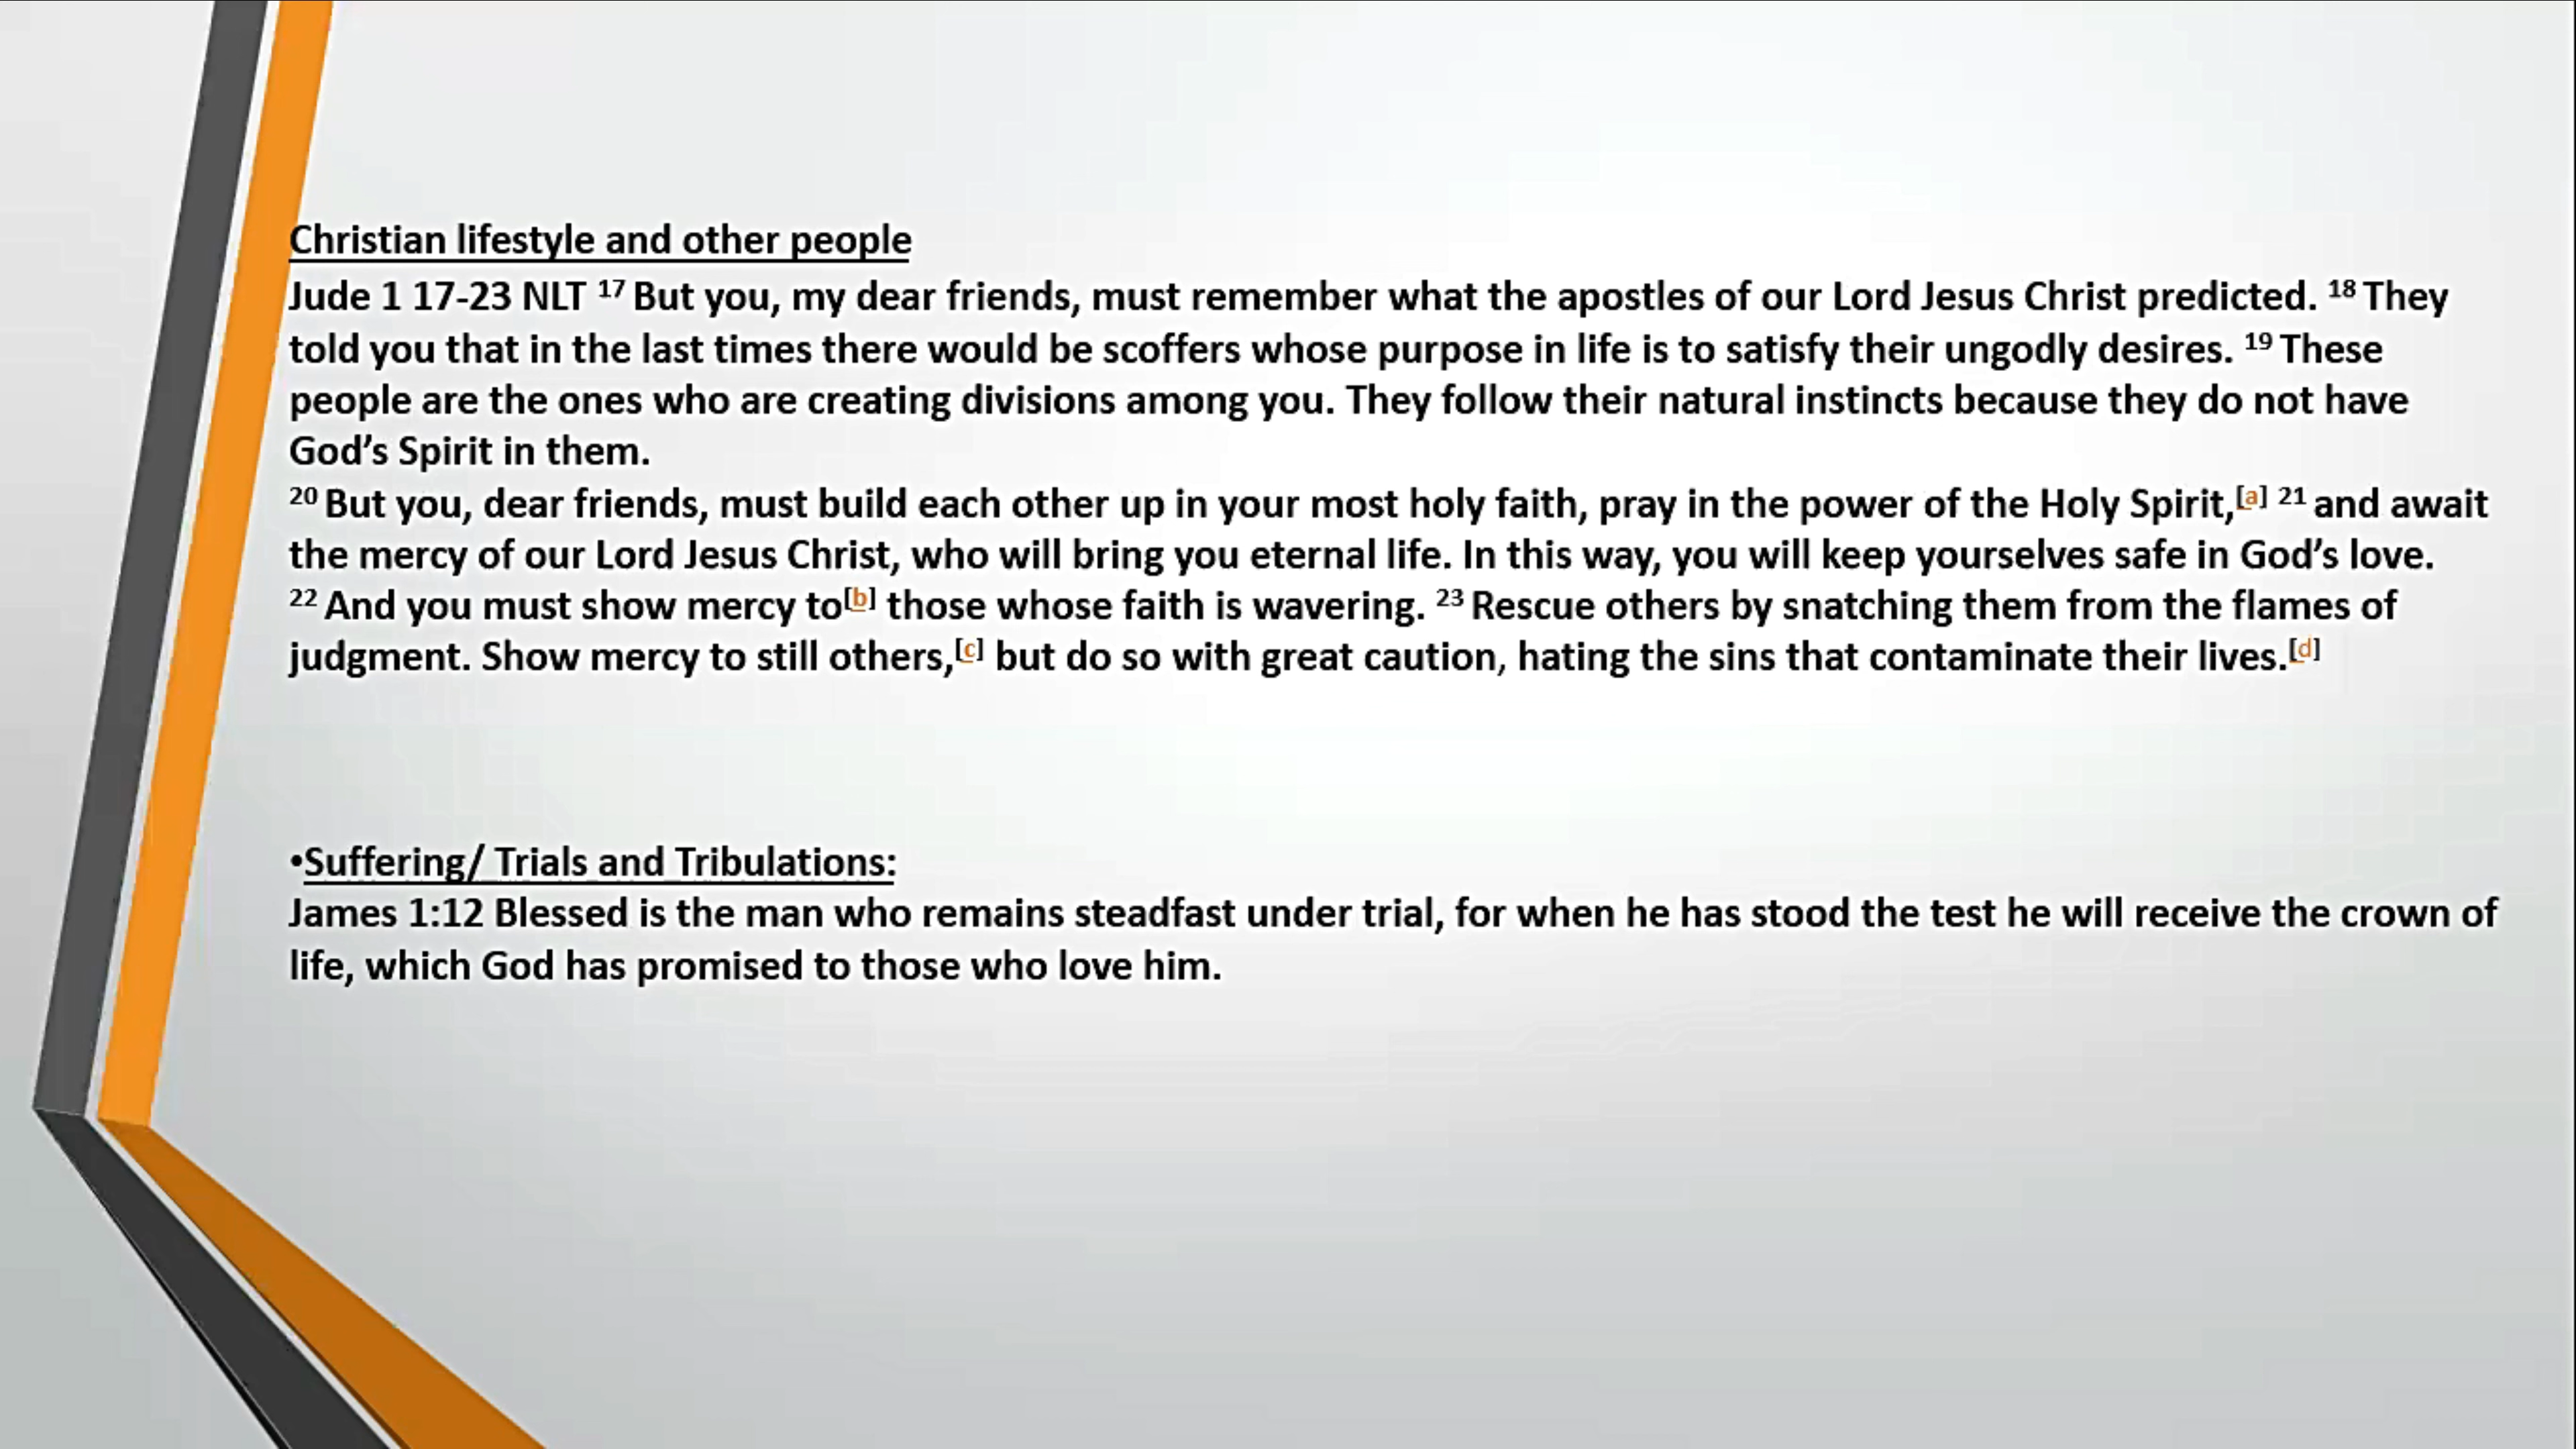 Christian lifestyle and other people
Jude 1 17-23 NLT 17 But you, my dear friends, must remember what the apostles of our Lord Jesus Christ predicted. 18 They
told you that in the last times there would be scoffers whose purpose in life is to satisfy their ungodly desires. 19 These
people are the ones who are creating divisions among you. They follow their natural instincts because they do not have
God’s Spirit in them.
20 But you, dear friends, must build each other up in your most holy faith, pray in the power of the Holy Spirit,[a] 21 and await
the mercy of our Lord Jesus Christ, who will bring you eternal life. In this way, you will keep yourselves safe in God’s love.
22 And you must show mercy to[b] those whose faith is wavering. 23 Rescue others by snatching them from the flames of
judgment. Show mercy to still others,[c] but do so with great caution, hating the sins that contaminate their lives.[d]
•Suffering/ Trials and Tribulations:
James 1:12 Blessed is the man who remains steadfast under trial, for when he has stood the test he will receive the crown of
life, which God has promised to those who love him.